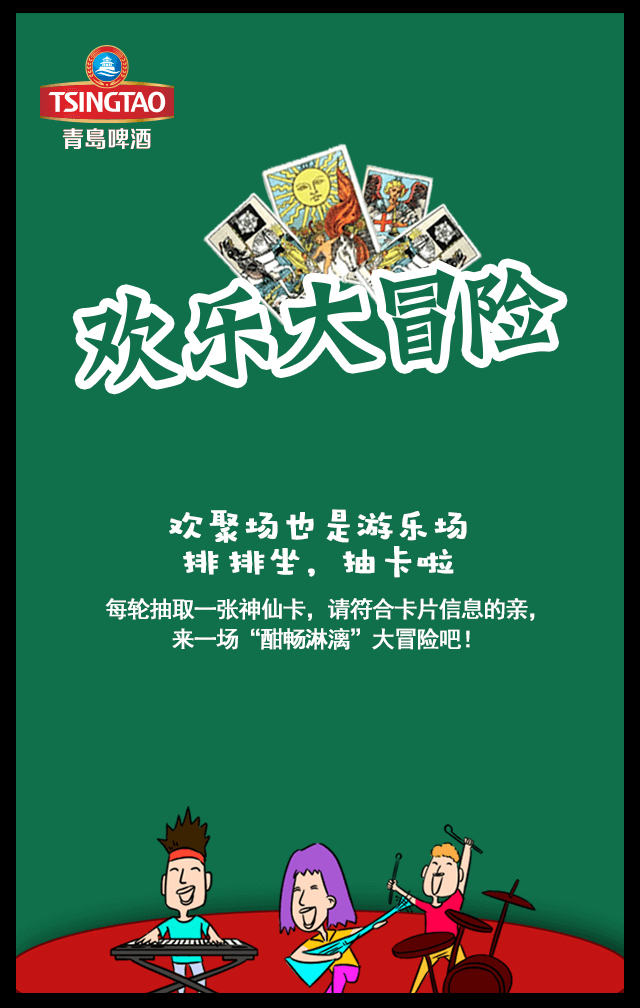 TSINGTAO
青島啤酒
欢乐大冒险
欢聚场也是游乐场
排排坐，抽卡啦
每轮抽取一张神仙卡，请符合卡片信息的亲，
来一场“酣畅淋漓”大冒险吧！